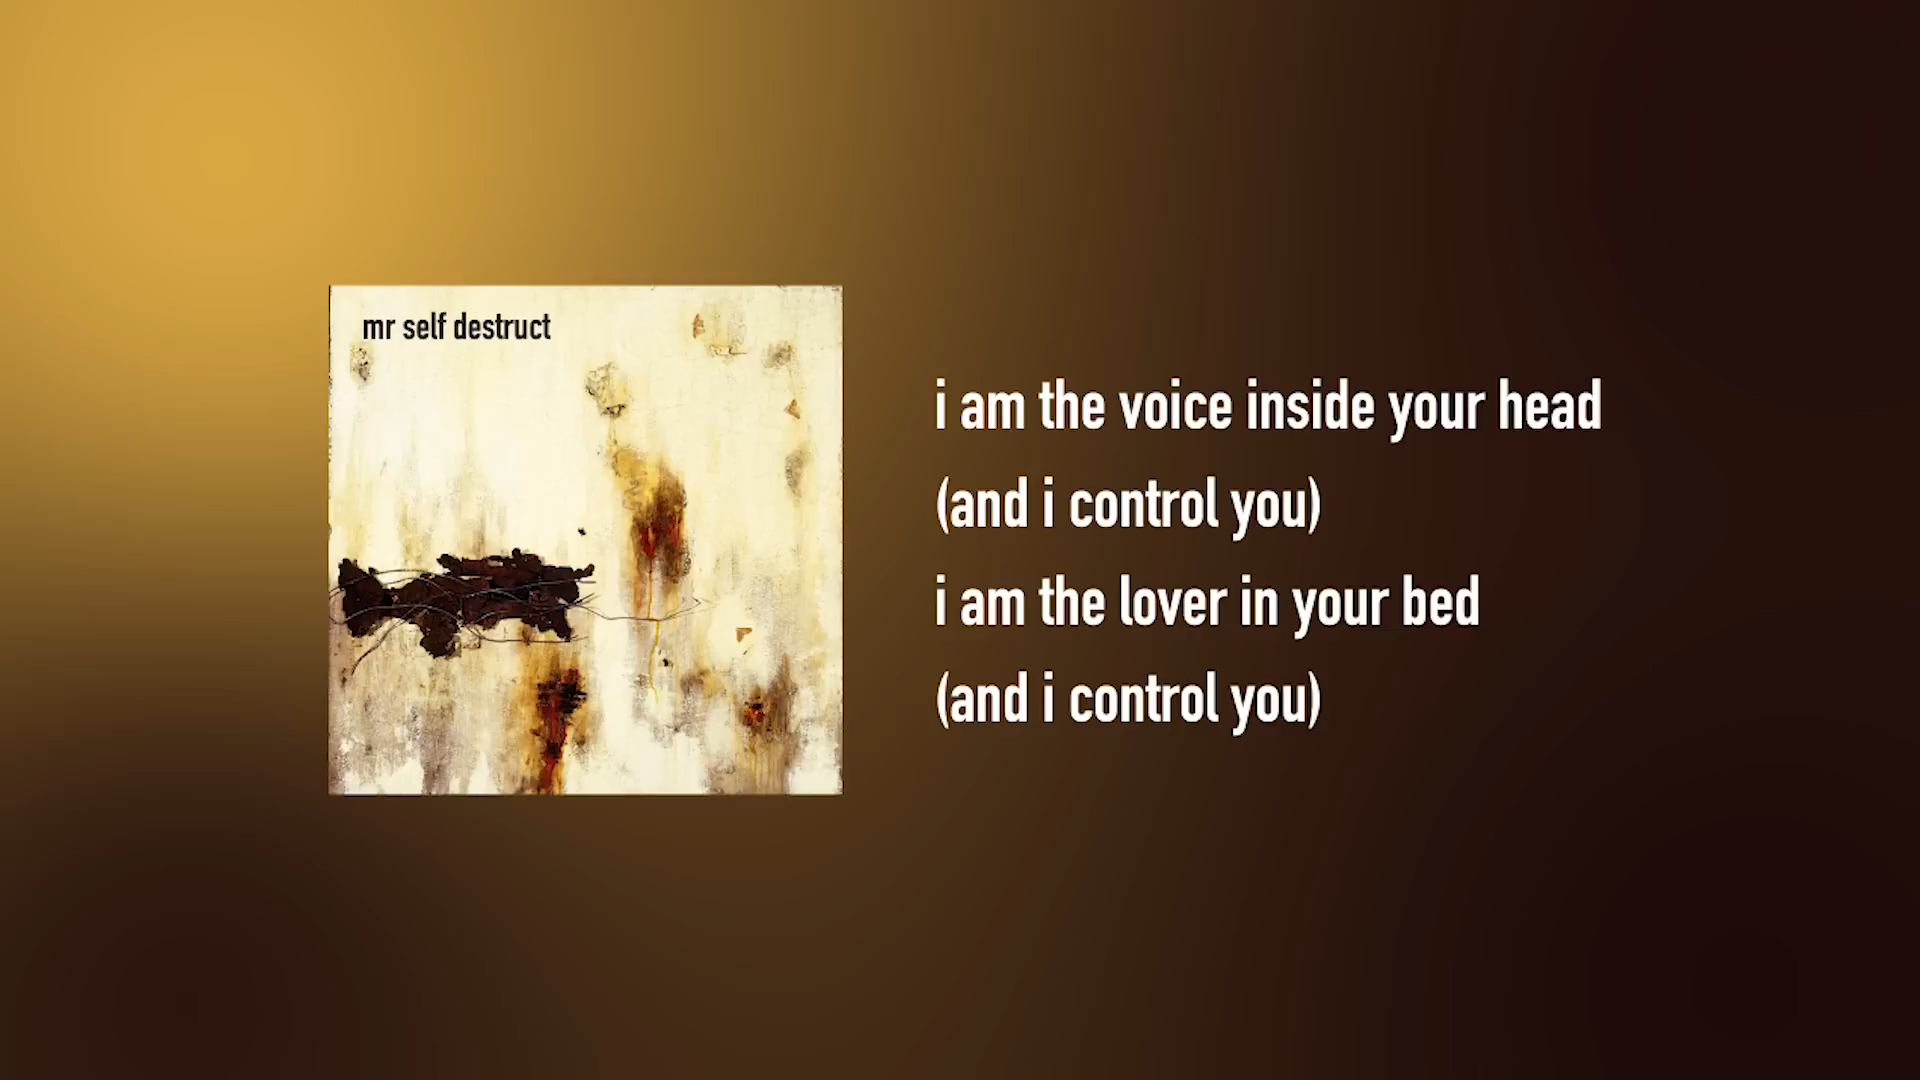 mr self destruct
i am the voice inside your head
(and i control you)
i am the lover in your bed
(and i control you)